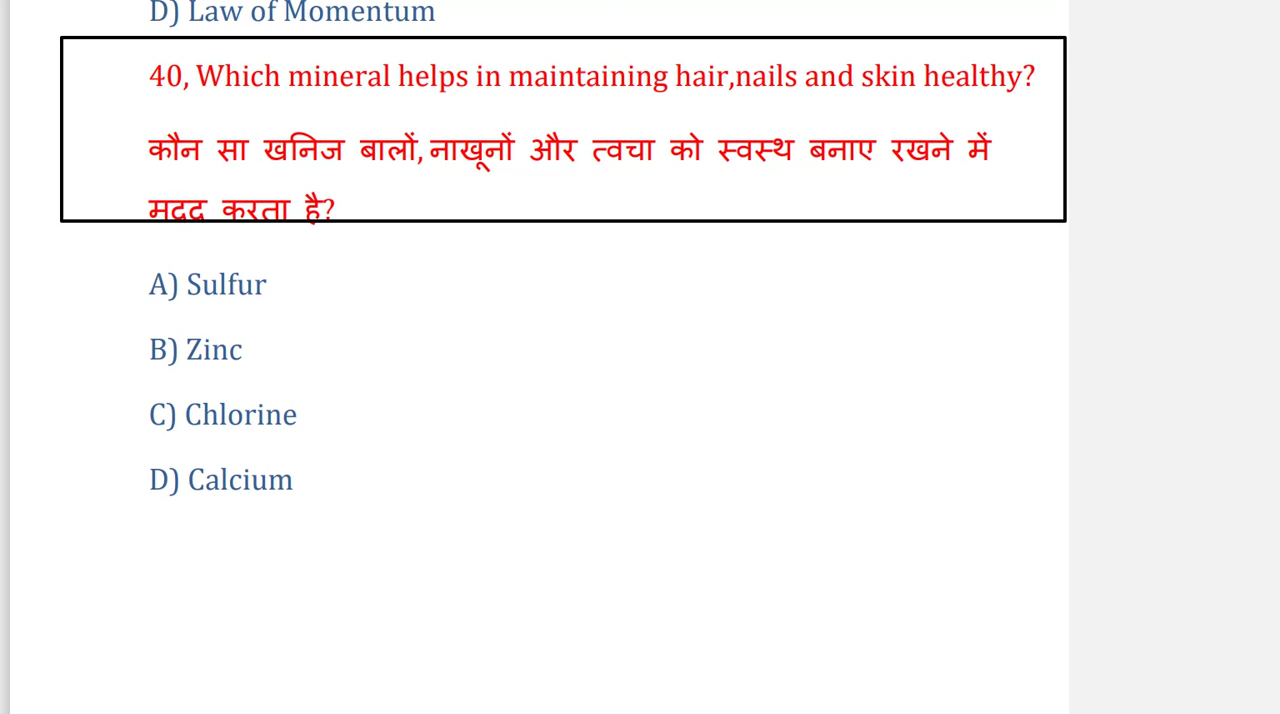 D) Law of Momentum
40, Which mineral helps in maintaining hair,nails and skin healthy?
कौन सा खनिज बालों, नाखूनों और त्वचा को स्वस्थ बनाए रखने में
मदद करता है?
A) Sulfur
B) Zinc
C) Chlorine
D) Calcium